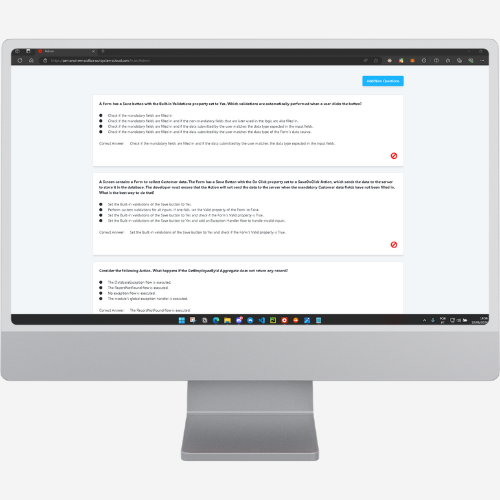 Add New Questions
A Form has a Save button with the Built-in Validations property set to Yes. Which validations are automatically performed when a user clicks the button?
Check if the mandatory fields are filled in
Check if the mandatory fields are filled in and if the non-mandatory fields that are later used in the logic are also filled in.
Check if the mandatory fields are filled in and if the data submitted by the user matches the data type expected in the input fields.
Check if the mandatory fields are filled in and if the data submitted by the user matches the data type of the Form's data source.
Correct Answer: Check if the mandatory fields are filled in and if the data submitted by the user matches the data type expected in the input fields.
A Screen contains a Form to collect Customer data. The Form has a Save Button with the On Click property set to a SaveOnClick Action, which sends the data to the server
to store it in the database. The developer must ensure that the Action will not send the data to the server when the mandatory Customer data fields have not been filled in.
What is the best way to do that?
Set the Built-in validations of the Save button to Yes.
Perform custom validations for all inputs. If one fails, set the Valid property of the Form to False.
Set the Built-in validations of the Save button to Yes and check if the Form's Valid property is True.
Set the Built-in validations of the Save button to Yes and add an Exception Handler flow to handle invalid inputs.
Correct Answer: Set the Built-in validations of the Save button to Yes and check if the Form's Valid property is True.
Consider the following Action. What happens if the GetEmployeeById Aggregate does not return any record?
The DatabaseException flow is executed
The RecordNotFound flow is executed
No exception flow is executed
The module's global exception handler is executed
Correct Answer: The RecordNotFound flow is executed